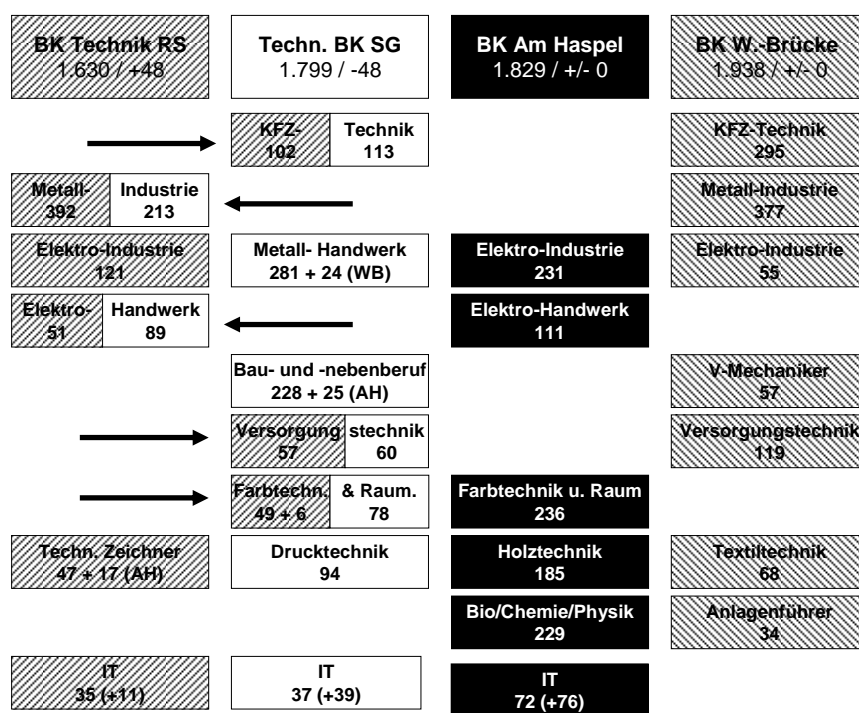 BK Technik RS
1.630 / +48
Techn. BK SG
1.799 / -48
BK Am Haspel
1.829 / +/- 0
BK W.-Brücke
1.938 / +/- 0
KFZ- Technik
102 113
KFZ-Technik
295
Metall- Industrie
392 213
Metall-Industrie
377
Elektro-Industrie
121
Metall- Handwerk
281 + 24 (WB)
Elektro-Industrie
231
Elektro-Industrie
55
Elektro- Handwerk
51 89
Elektro-Handwerk
111
Bau- und -nebenberuf
228 + 25 (AH)
V-Mechaniker
57
Versorgung stechnik
57 60
Versorgungstechnik
119
Farbtechn. & Raum.
49 + 6 78
Farbtechnik u. Raum
236
Techn. Zeichner
47 + 17 (AH)
Drucktechnik
94
Holztechnik
185
Textiltechnik
68
Bio/Chemie/Physik
229
Anlagenführer
34
IT
35 (+11)
IT
37 (+39)
IT
72 (+76)